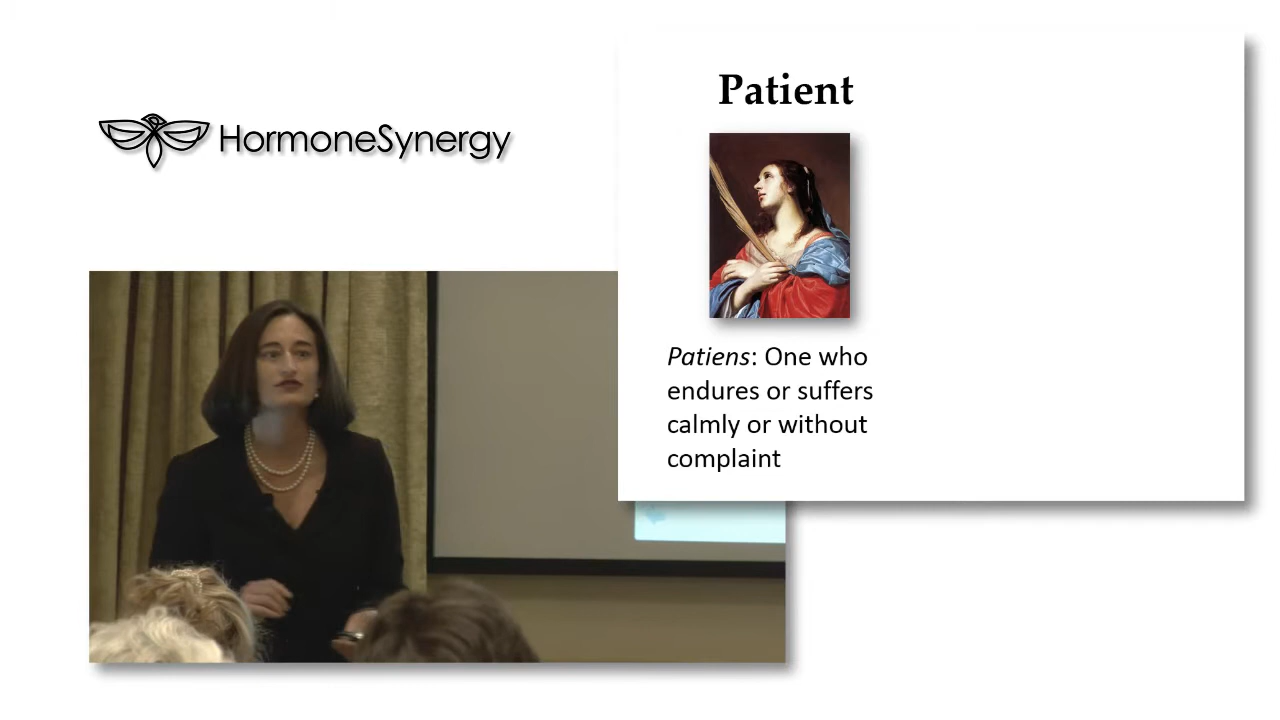 HormoneSynergy
Patient
Patiens: One who
endures or suffers
calmly or without
complaint